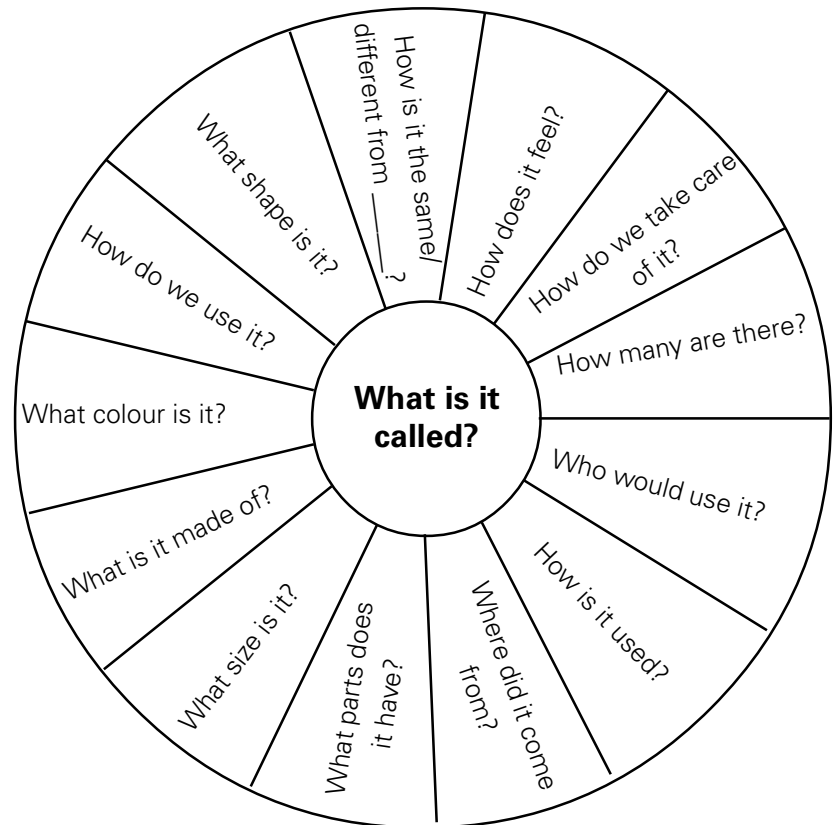 What is it
called?
How is it the same/
different from ______?
How does it feel?
How do we take care
of it?
How many are there?
Who would use it?
How is it used?
Where did it come
from?
What parts does
it have?
What size is it?
What is it made of?
What colour is it?
How do we use it?
What shape is it?